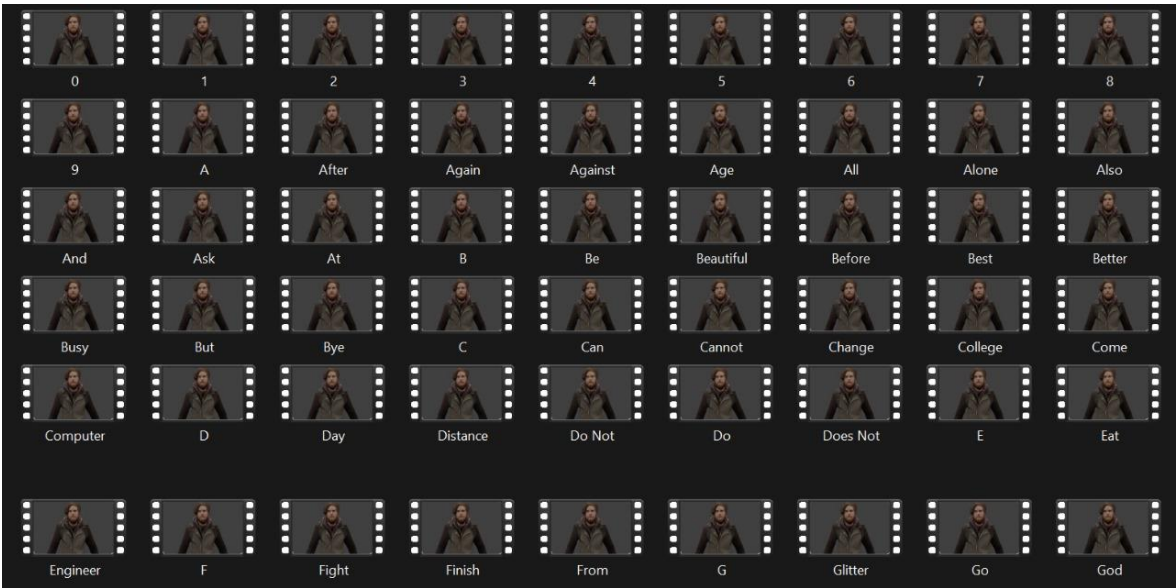 0 1 2 3 4 5 6 7 8
9 A After Again Against Age All Alone Also
And Ask At B Be Beautiful Before Best Better
Busy But Bye C Can Cannot Change College Come
Computer D Day Distance Do Not Do Does Not E Eat
Engineer F Fight Finish From G Glitter Go God